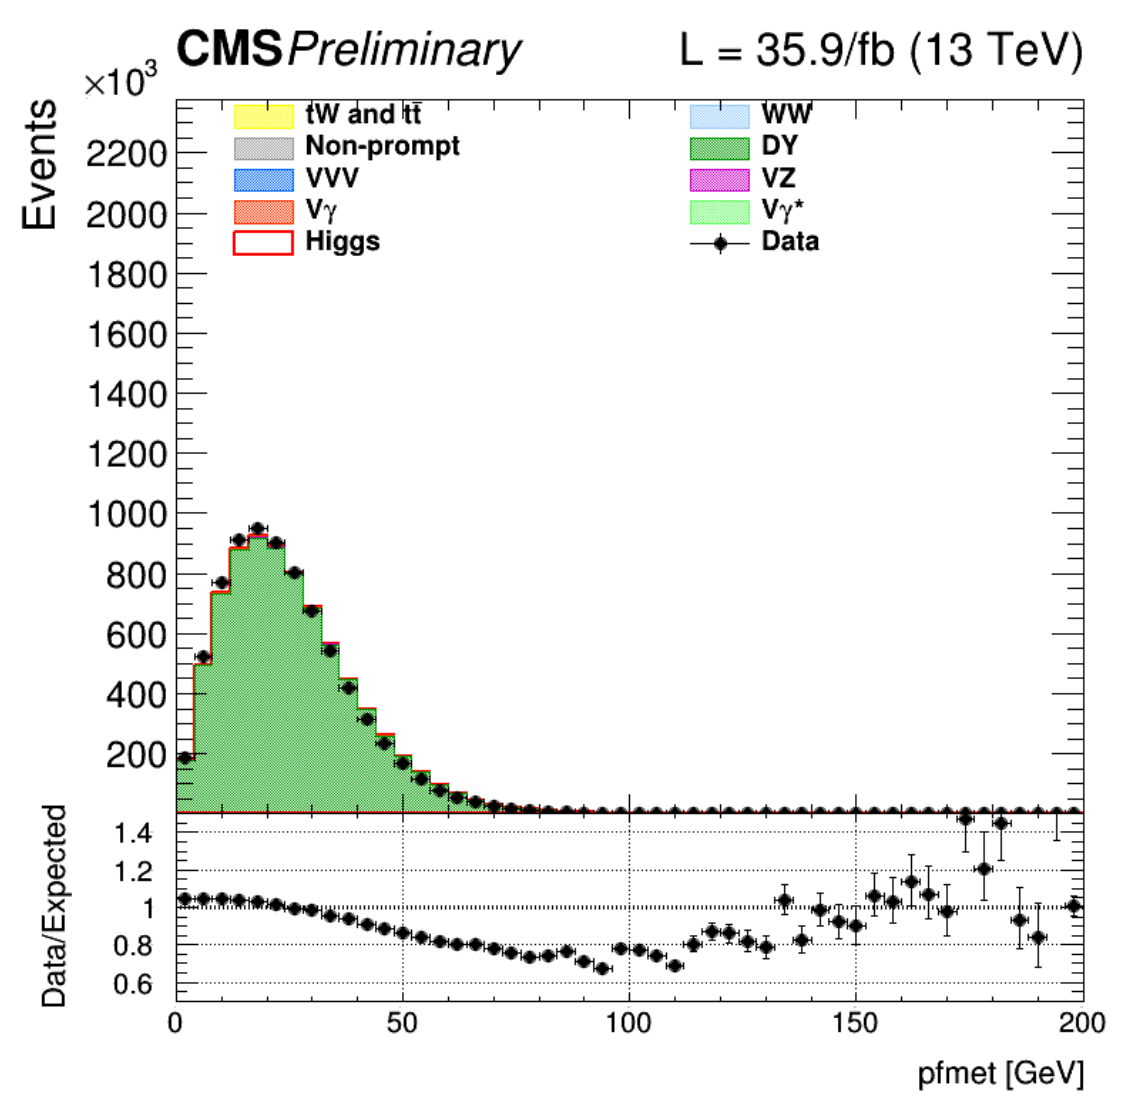 CMS Preliminary L = 35.9/fb (13 TeV)
×10³
Events
tW and tt̅ WW
Non-prompt DY
VVV VZ
Vγ Vγ*
Higgs Data
2200
2000
1800
1600
1400
1200
1000
800
600
400
200
Data/Expected
1.4
1.2
1
0.8
0.6
0 50 100 150 200
pfmet [GeV]